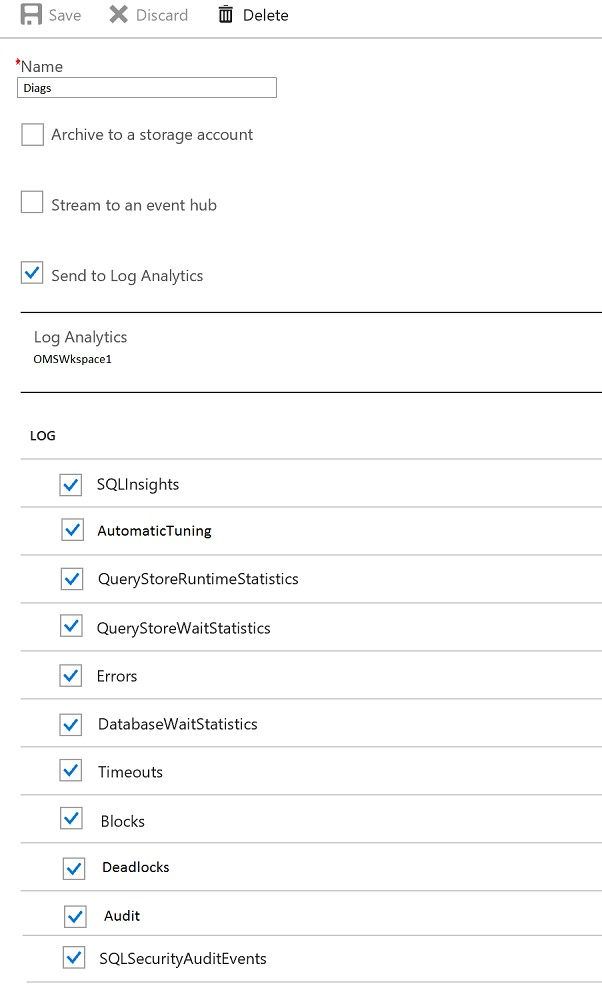 Save Discard Delete
*Name
Diags
Archive to a storage account
Stream to an event hub
Send to Log Analytics
Log Analytics
OMSWkspace1
LOG
SQLInsights
AutomaticTuning
QueryStoreRuntimeStatistics
QueryStoreWaitStatistics
Errors
DatabaseWaitStatistics
Timeouts
Blocks
Deadlocks
Audit
SQLSecurityAuditEvents